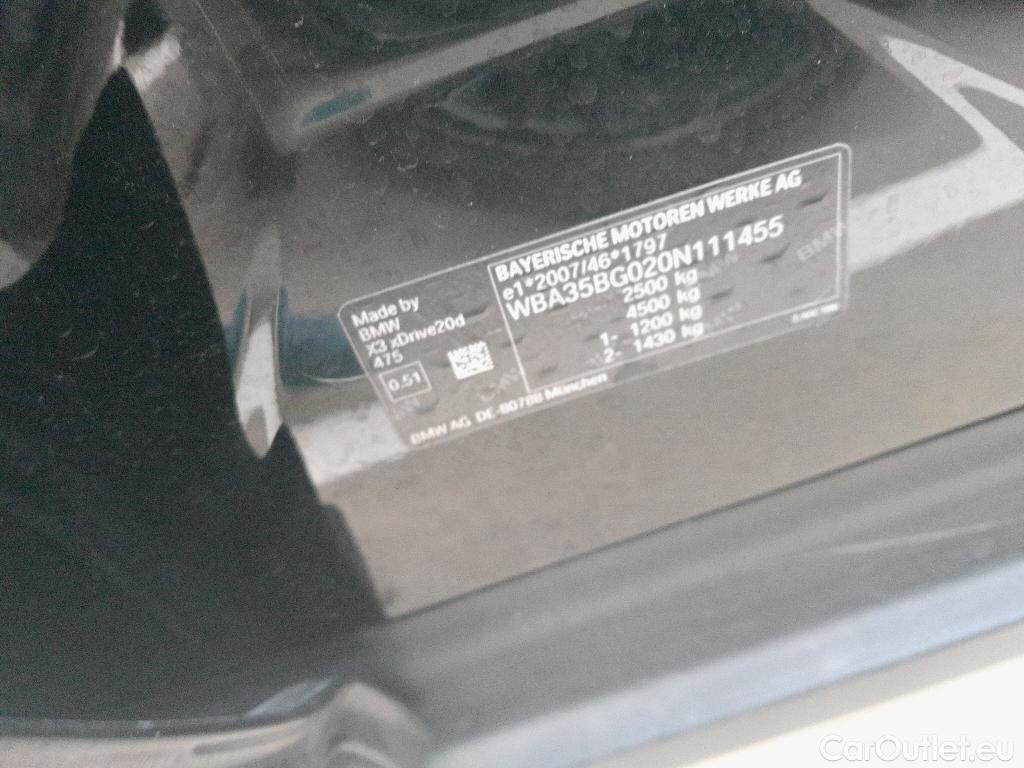 Made by
BMW
X3 xDrive20d
475
0.51
BAYERISCHE MOTOREN WERKE AG
e1*2007/46*1797
WBA35BG020N111455
2500 kg
4500 kg
1- 1200 kg
2- 1430 kg
BMW AG DE-80788 München
CarOutlet.eu